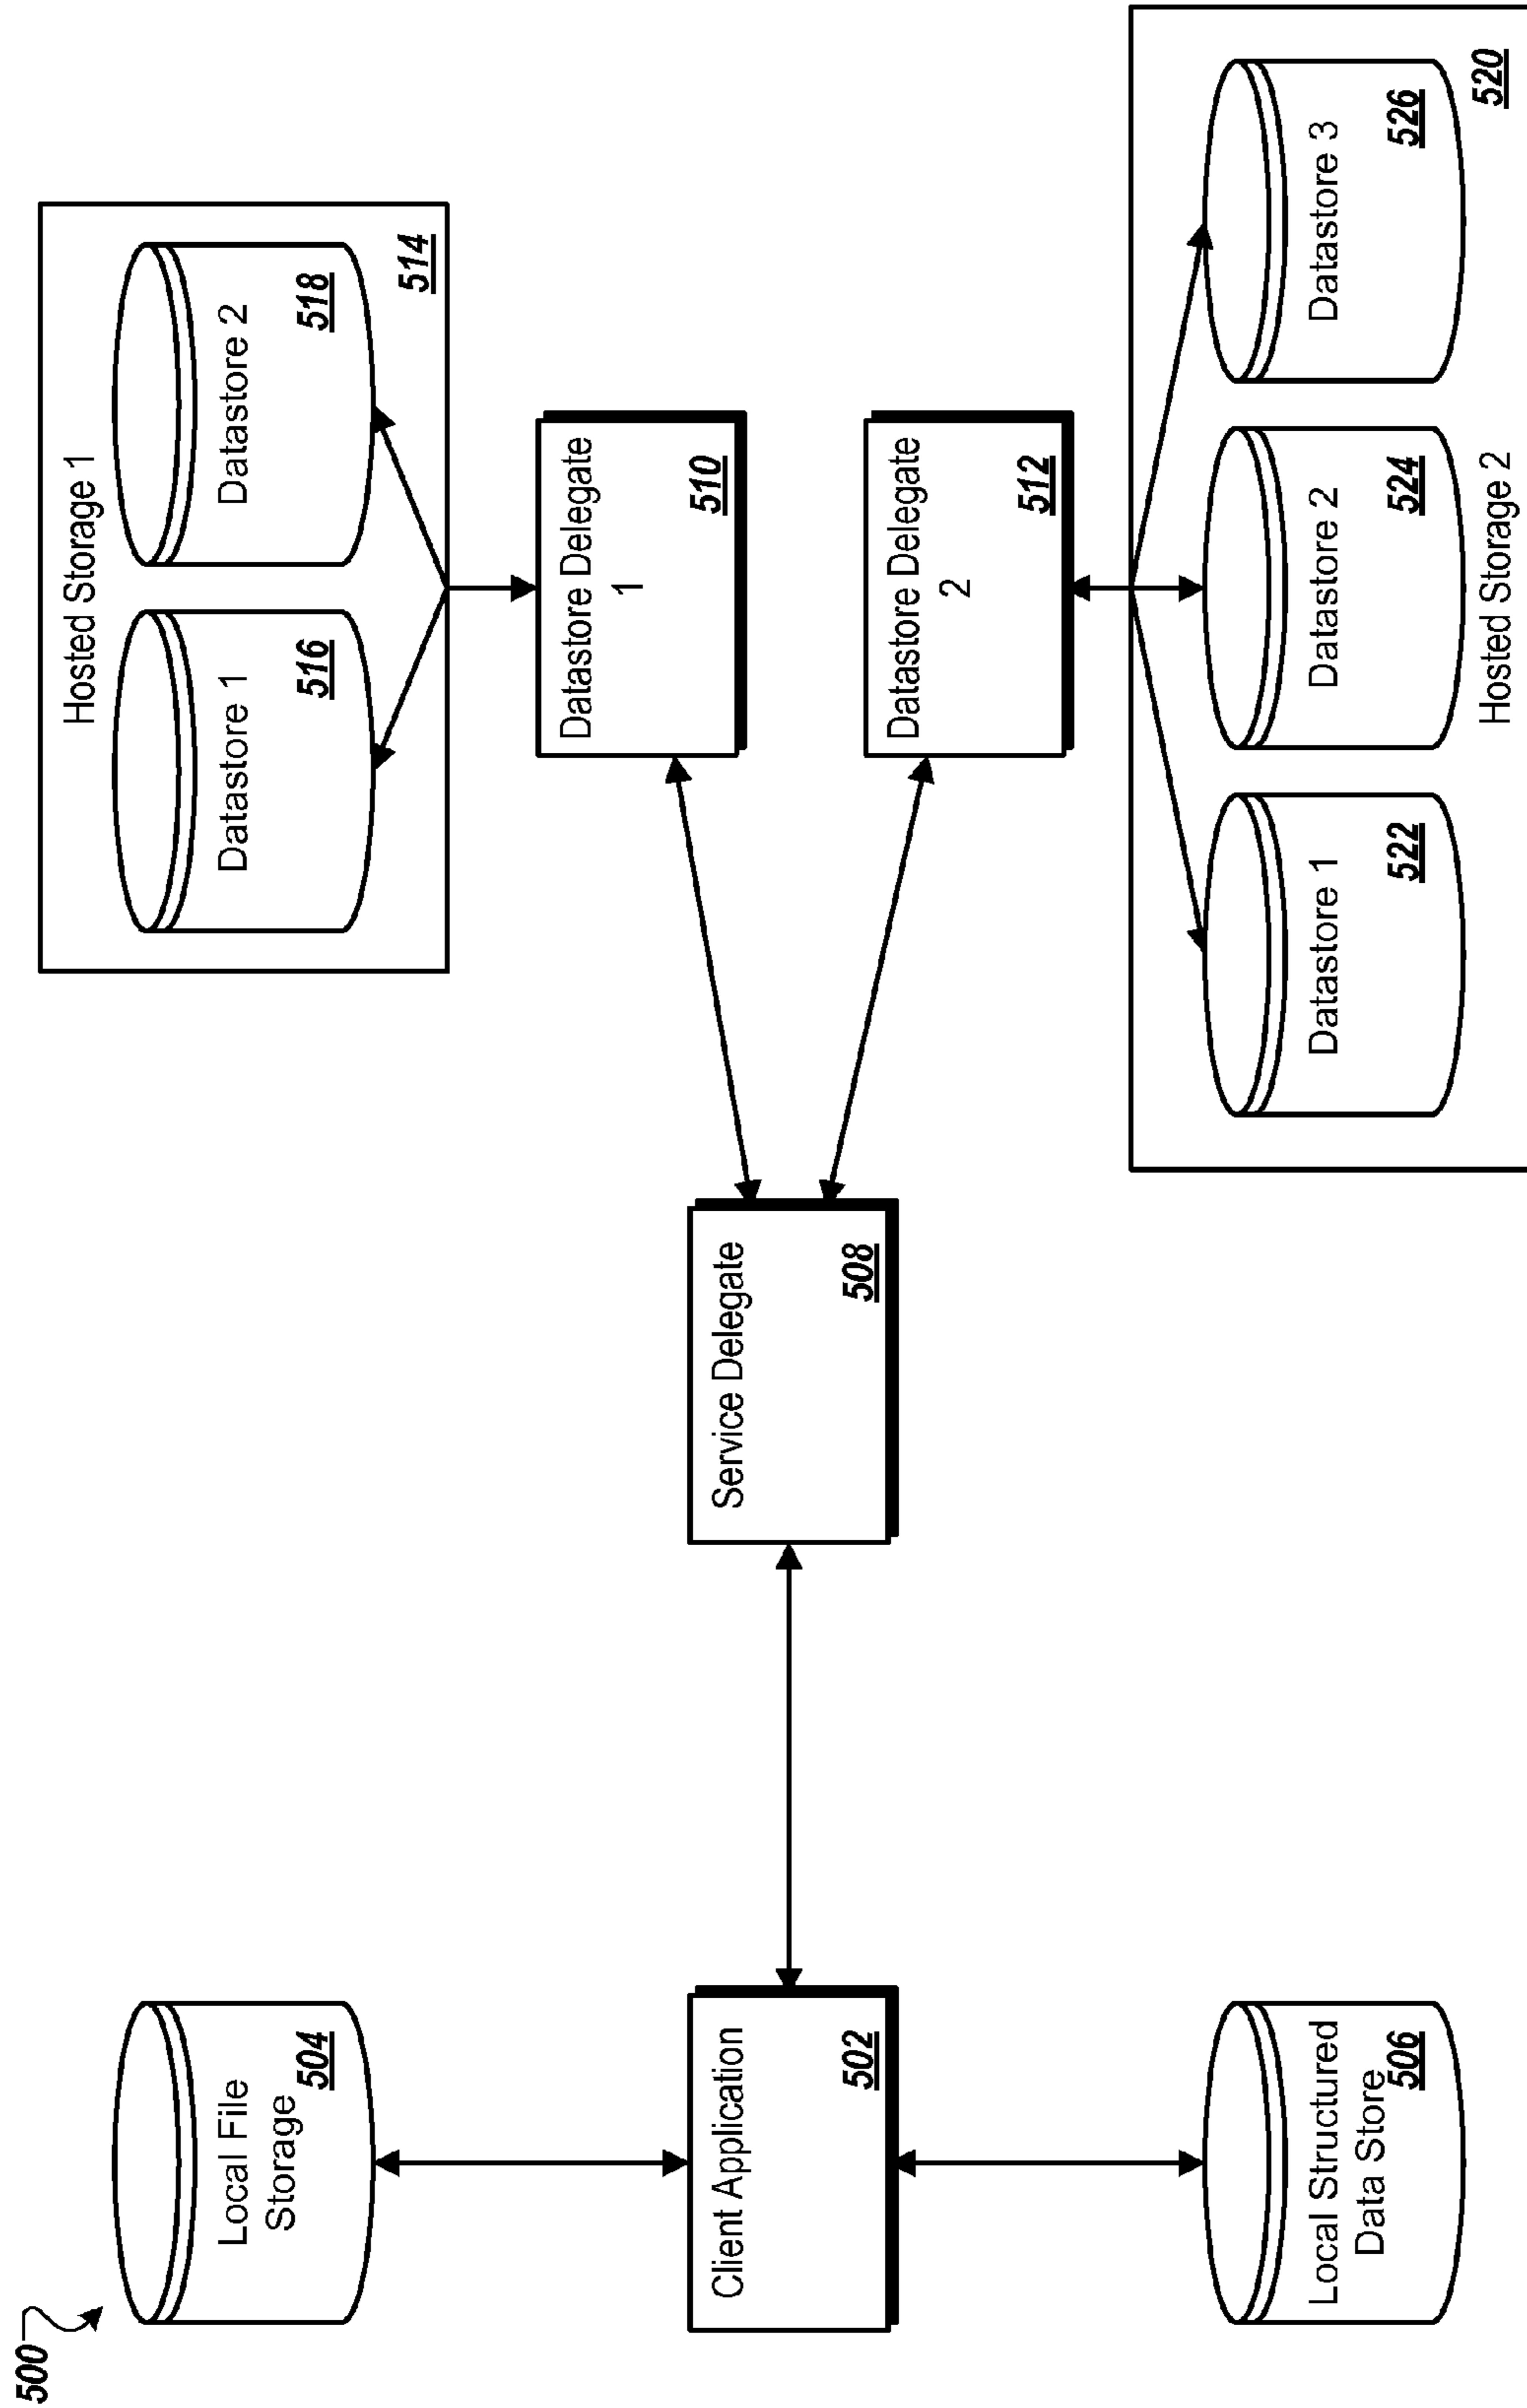 500
Local File
Storage
504
Client Application
502
Local Structured
Data Store
506
Service Delegate
508
Hosted Storage 1
Datastore 1
516
Datastore 2
518
514
Datastore Delegate
1
510
Datastore Delegate
2
512
Datastore 1
522
Datastore 2
524
Datastore 3
526
Hosted Storage 2
520